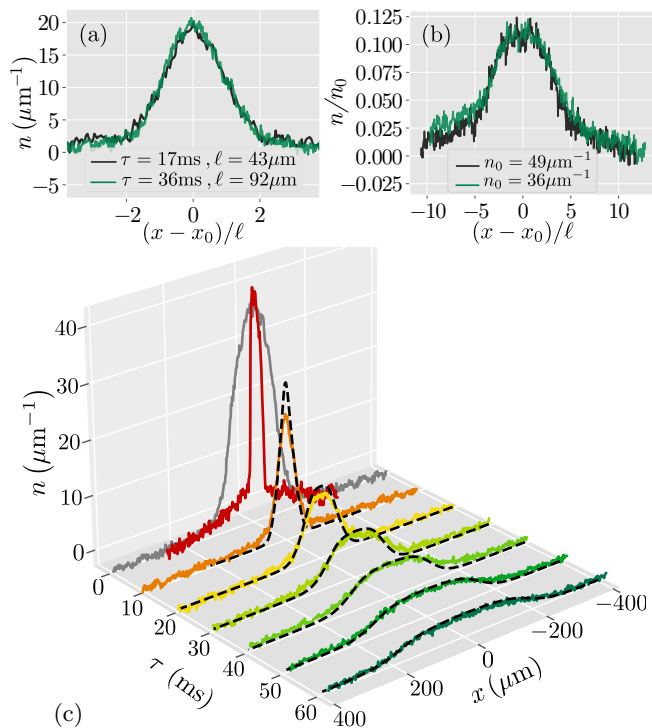 (a)
n (μm⁻¹)
20
15
10
5
0
−5
−2
0
2
(x − x₀)/ℓ
τ = 17ms , ℓ = 43μm
τ = 36ms , ℓ = 92μm
(b)
n/n₀
0.125
0.100
0.075
0.050
0.025
0.000
−0.025
−10
−5
0
5
10
(x − x₀)/ℓ
n₀ = 49μm⁻¹
n₀ = 36μm⁻¹
n (μm⁻¹)
40
30
20
10
0
0
10
20
30
40
50
60
τ (ms)
400
200
0
−200
−400
x (μm)
(c)